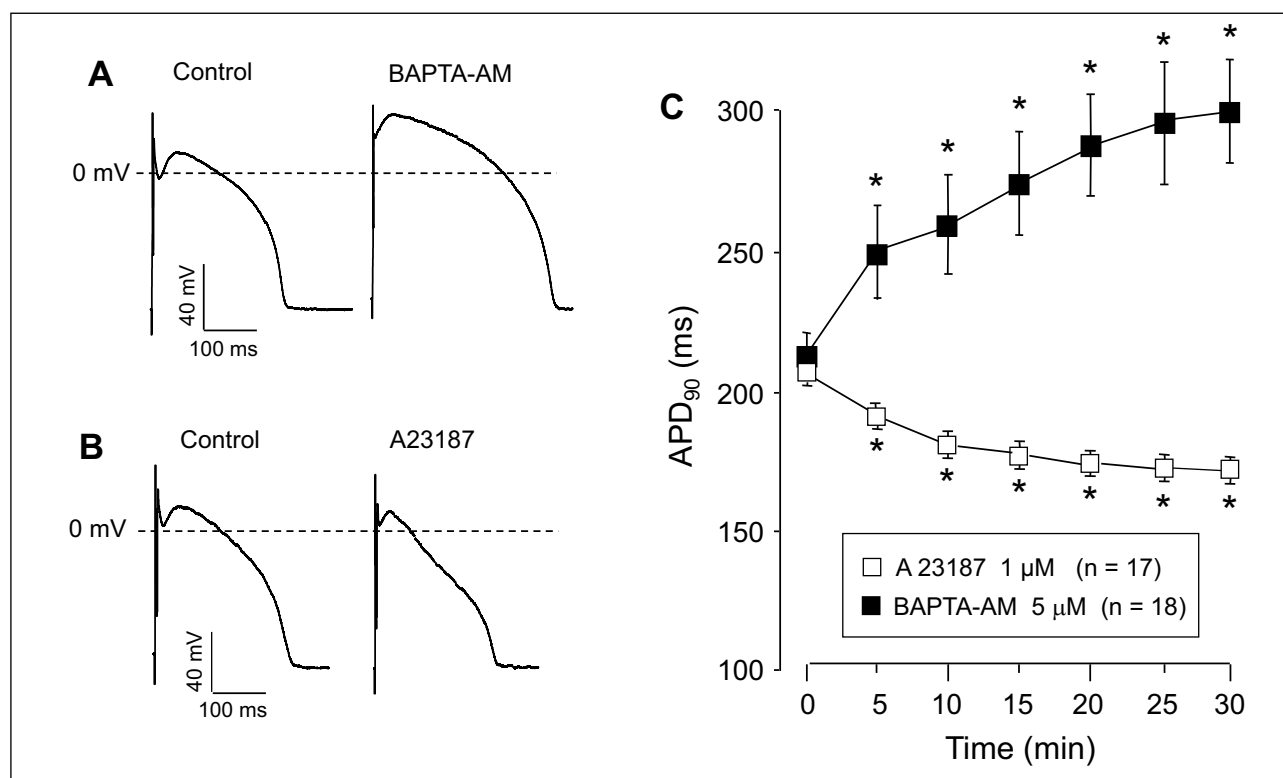 A
Control
BAPTA-AM
0 mV
40 mV
100 ms
B
Control
A23187
0 mV
40 mV
100 ms
C
300
250
200
150
100
APD90 (ms)
* * * * * *
* * * * * *
A 23187 1 µM (n = 17)
BAPTA-AM 5 µM (n = 18)
0 5 10 15 20 25 30
Time (min)